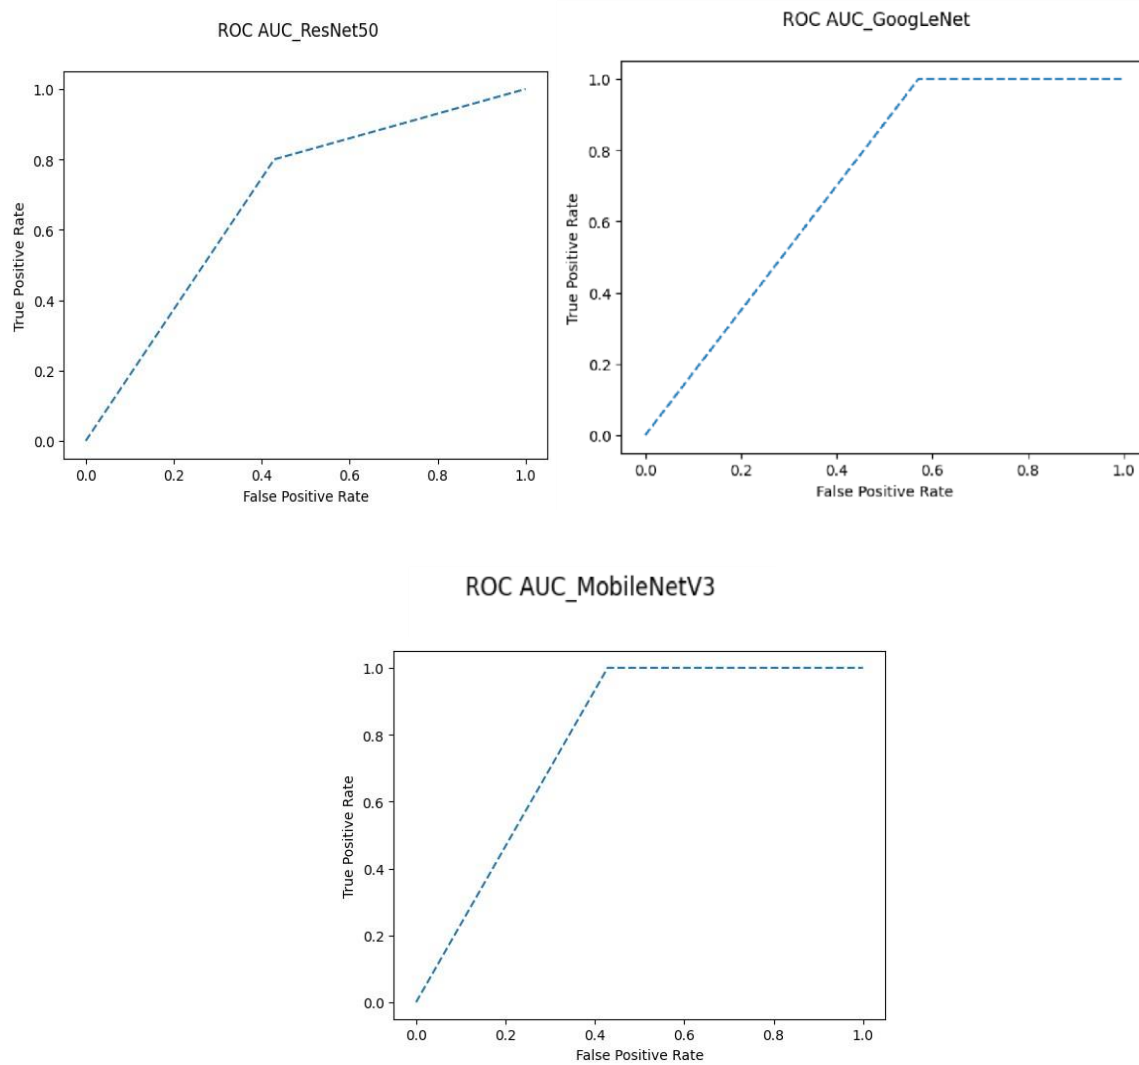 ROC AUC_ResNet50
1.0
0.8
0.6
0.4
0.2
0.0
True Positive Rate
0.0 0.2 0.4 0.6 0.8 1.0
False Positive Rate
ROC AUC_GoogLeNet
1.0
0.8
0.6
0.4
0.2
0.0
True Positive Rate
0.0 0.2 0.4 0.6 0.8 1.0
False Positive Rate
ROC AUC_MobileNetV3
1.0
0.8
0.6
0.4
0.2
0.0
True Positive Rate
0.0 0.2 0.4 0.6 0.8 1.0
False Positive Rate